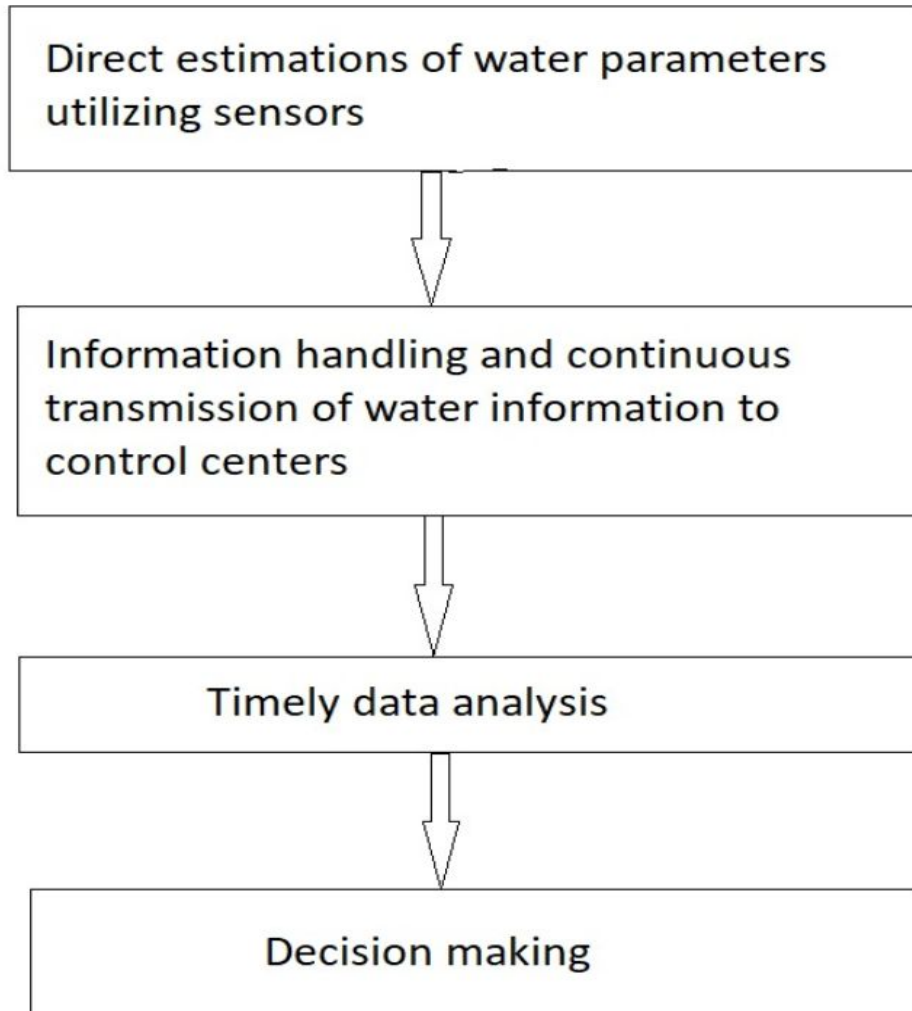 Direct estimations of water parameters
utilizing sensors
Information handling and continuous
transmission of water information to
control centers
Timely data analysis
Decision making